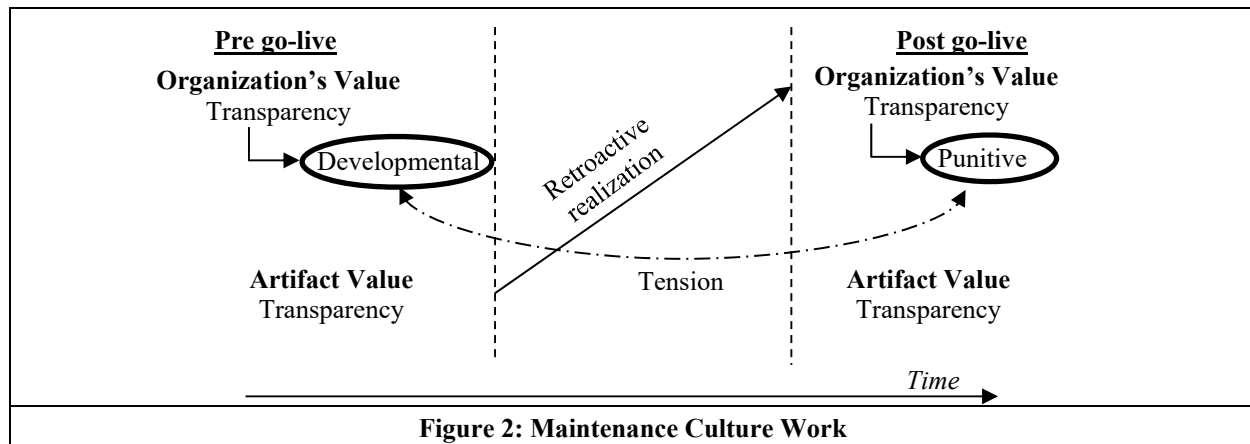 Pre go-live
Organization's Value
Transparency
Developmental
Artifact Value
Transparency
Retroactive
realization
Tension
Post go-live
Organization's Value
Transparency
Punitive
Artifact Value
Transparency
Time
Figure 2: Maintenance Culture Work